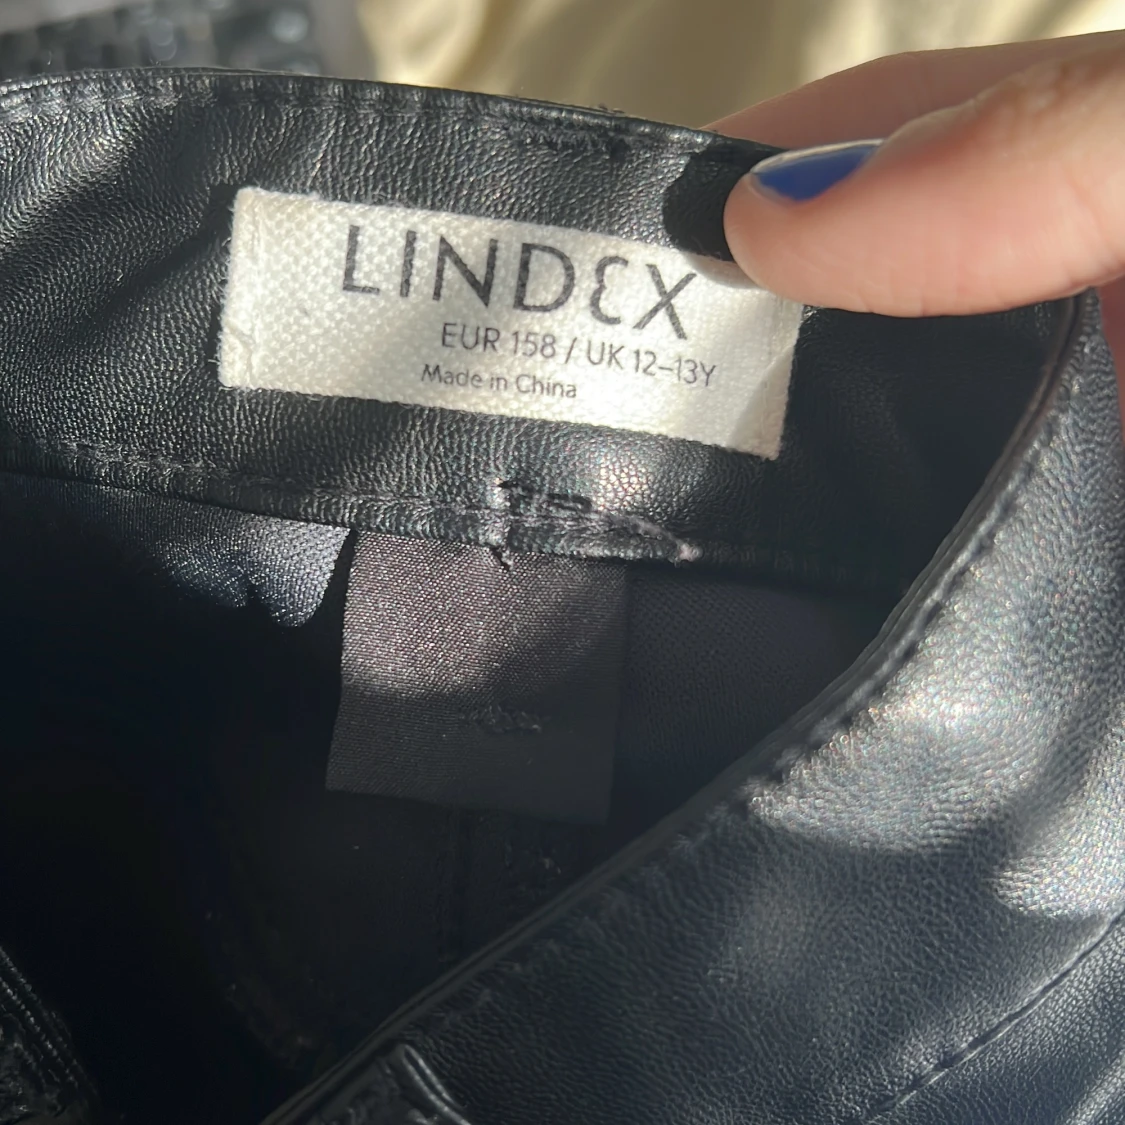 LINDEX
EUR 158 / UK 12–13Y
Made in China